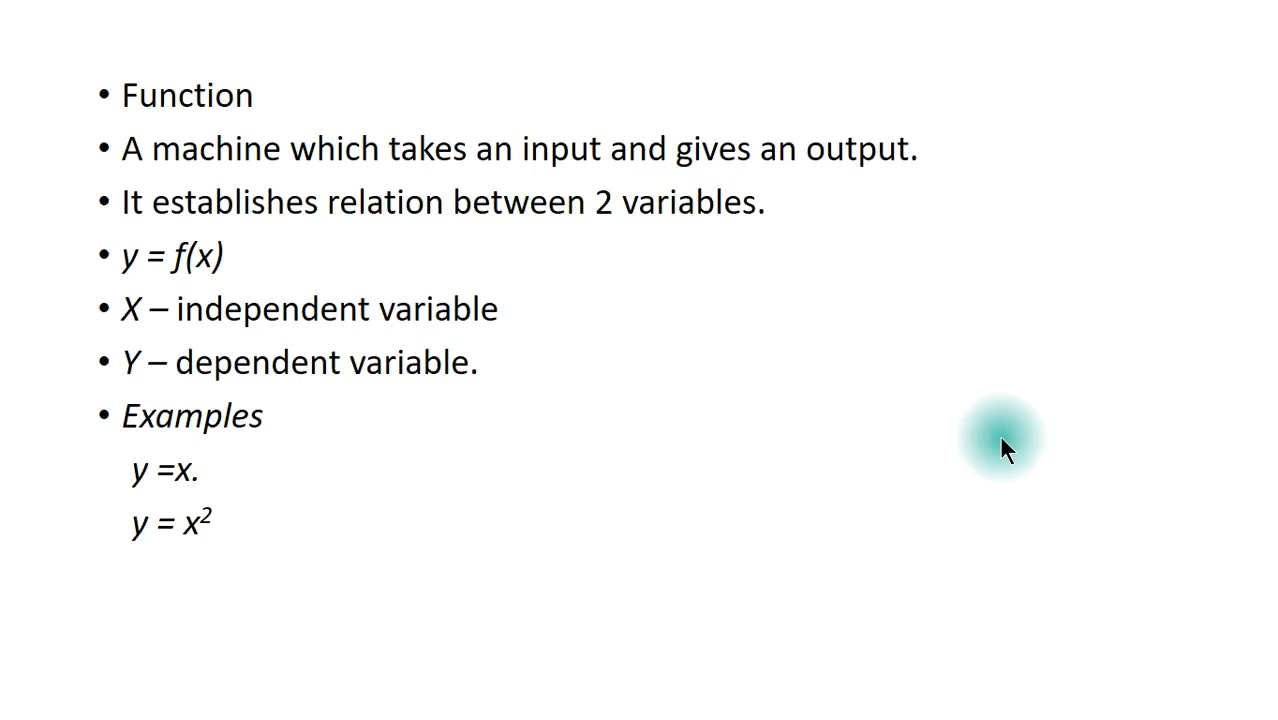 • Function
• A machine which takes an input and gives an output.
• It establishes relation between 2 variables.
• y = f(x)
• X – independent variable
• Y – dependent variable.
• Examples
y =x.
y = x²